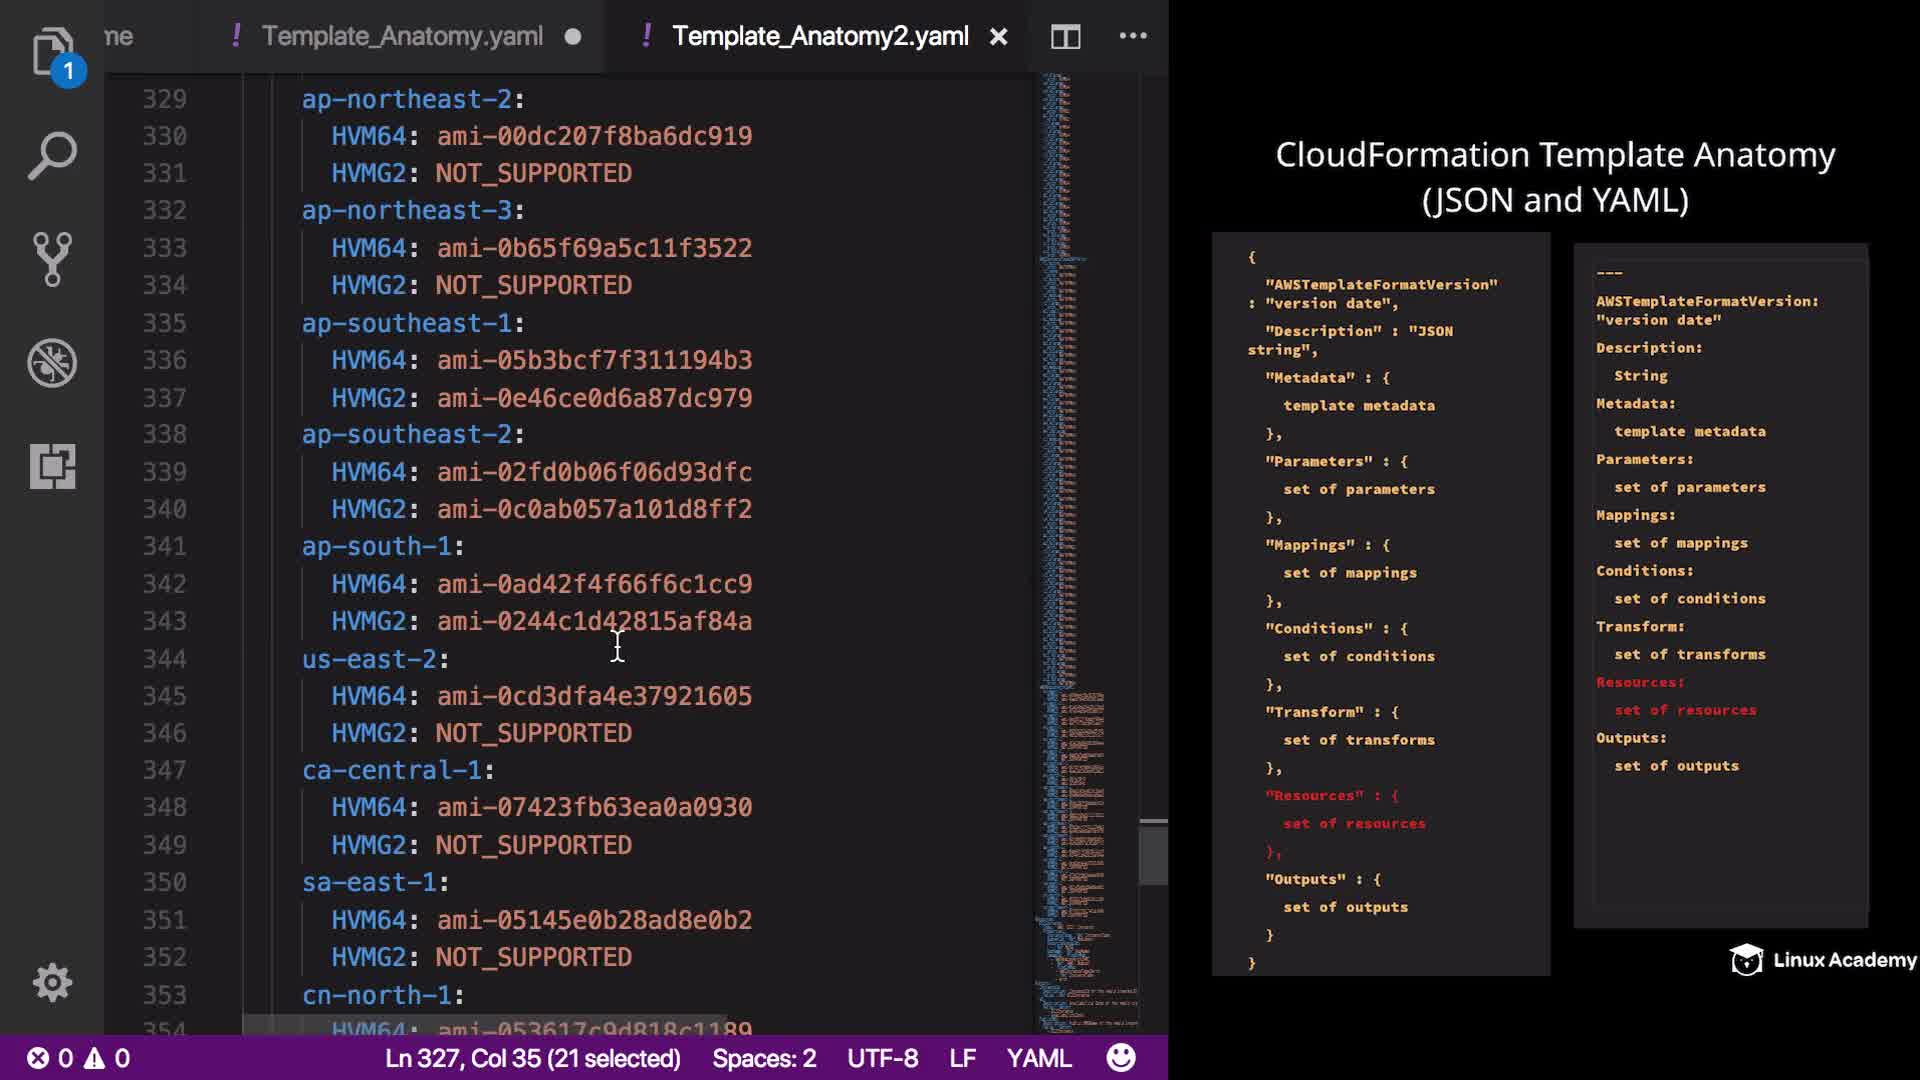 me
! Template_Anatomy.yaml ●
! Template_Anatomy2.yaml ×
1
329 ap-northeast-2:
330 HVM64: ami-00dc207f8ba6dc919
331 HVMG2: NOT_SUPPORTED
332 ap-northeast-3:
333 HVM64: ami-0b65f69a5c11f3522
334 HVMG2: NOT_SUPPORTED
335 ap-southeast-1:
336 HVM64: ami-05b3bcf7f311194b3
337 HVMG2: ami-0e46ce0d6a87dc979
338 ap-southeast-2:
339 HVM64: ami-02fd0b06f06d93dfc
340 HVMG2: ami-0c0ab057a101d8ff2
341 ap-south-1:
342 HVM64: ami-0ad42f4f66f6c1cc9
343 HVMG2: ami-0244c1d42815af84a
344 us-east-2:
345 HVM64: ami-0cd3dfa4e37921605
346 HVMG2: NOT_SUPPORTED
347 ca-central-1:
348 HVM64: ami-07423fb63ea0a0930
349 HVMG2: NOT_SUPPORTED
350 sa-east-1:
351 HVM64: ami-05145e0b28ad8e0b2
352 HVMG2: NOT_SUPPORTED
353 cn-north-1:
354 HVM64: ami-053617c9d818c1189
0 0 Ln 327, Col 35 (21 selected) Spaces: 2 UTF-8 LF YAML
CloudFormation Template Anatomy
(JSON and YAML)
{
"AWSTemplateFormatVersion"
: "version date",
"Description" : "JSON
string",
"Metadata" : {
template metadata
},
"Parameters" : {
set of parameters
},
"Mappings" : {
set of mappings
},
"Conditions" : {
set of conditions
},
"Transform" : {
set of transforms
},
"Resources" : {
set of resources
},
"Outputs" : {
set of outputs
}
}
---
AWSTemplateFormatVersion:
"version date"
Description:
String
Metadata:
template metadata
Parameters:
set of parameters
Mappings:
set of mappings
Conditions:
set of conditions
Transform:
set of transforms
Resources:
set of resources
Outputs:
set of outputs
Linux Academy